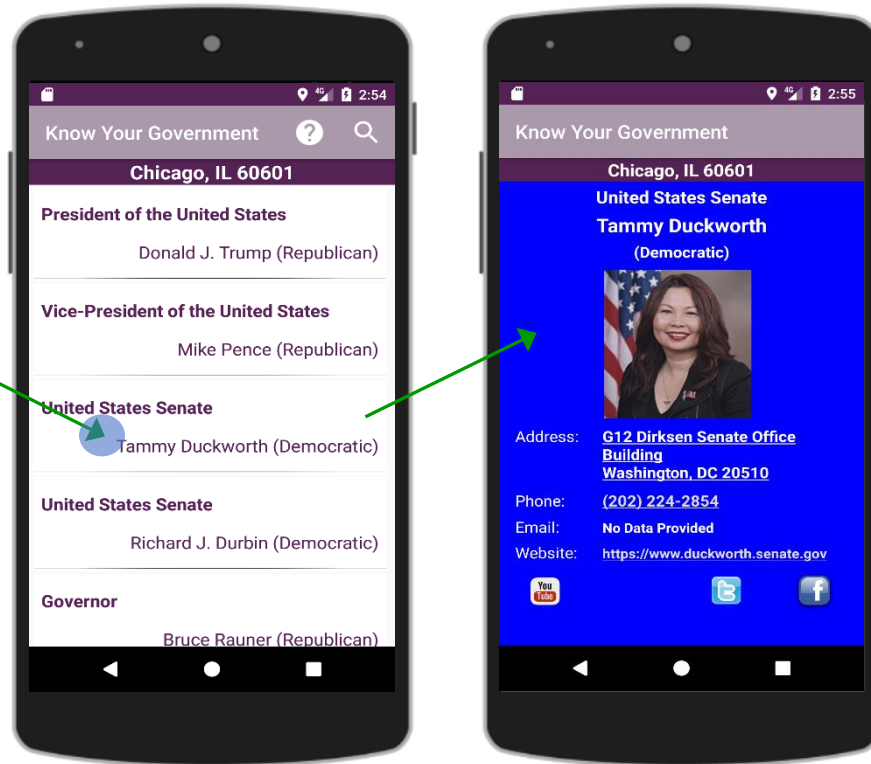 4G 2:54
Know Your Government ?
Chicago, IL 60601
President of the United States
Donald J. Trump (Republican)
Vice-President of the United States
Mike Pence (Republican)
United States Senate
Tammy Duckworth (Democratic)
United States Senate
Richard J. Durbin (Democratic)
Governor
Bruce Rauner (Republican)
4G 2:55
Know Your Government
Chicago, IL 60601
United States Senate
Tammy Duckworth
(Democratic)
Address: G12 Dirksen Senate Office
Building
Washington, DC 20510
Phone: (202) 224-2854
Email: No Data Provided
Website: https://www.duckworth.senate.gov
You
Tube
f